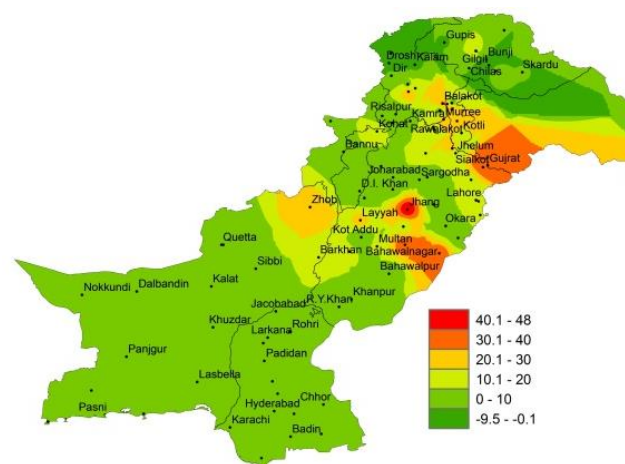 Gupis
Drosh Kalam
Gilgit Bunji
Dir
Chilas Skardu
Balakot
Risalpur Kamra Murree
Kohat Rawalakot Kotli
Bannu
Jhelum
Sialkot Gujrat
Joharabad Sargodha
D.I. Khan
Lahore
Zhob Layyah Jhang
Okara
Kot Addu
Quetta
Barkhan Multan
Bahawalnagar
Sibbi
Bahawalpur
Kalat
Nokkundi Dalbandin
R.Y.Khan Khanpur
Jacobabad
Khuzdar
Larkana Rohri
Panjgur
Padidan
Lasbella
Pasni
Hyderabad Chhor
Karachi
Badin
40.1 - 48
30.1 - 40
20.1 - 30
10.1 - 20
0 - 10
-9.5 - -0.1